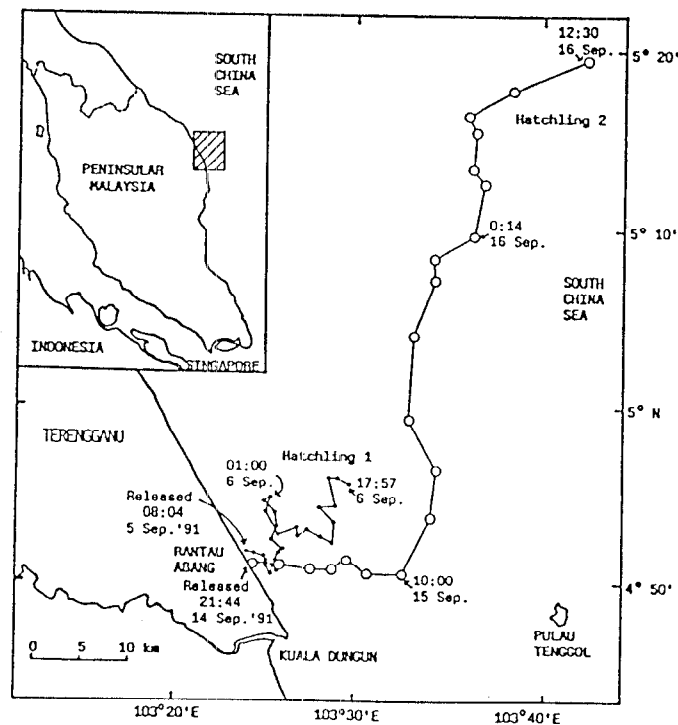 SOUTH
CHINA
SEA
PENINSULAR
MALAYSIA
INDONESIA
SINGAPORE
12:30
16 Sep.
5° 20'
Hatchling 2
0:14
16 Sep.
5° 10'
SOUTH
CHINA
SEA
5° N
TERENGGANU
Hatchling 1
01:00
6 Sep.
17:57
6 Sep.
Released
08:04
5 Sep.'91
RANTAU
ABANG
Released
21:44
14 Sep.'91
10:00
15 Sep.
4° 50'
0 5 10 km
KUALA DUNGUN
PULAU
TENGGOL
103°20'E
103°30'E
103°40'E